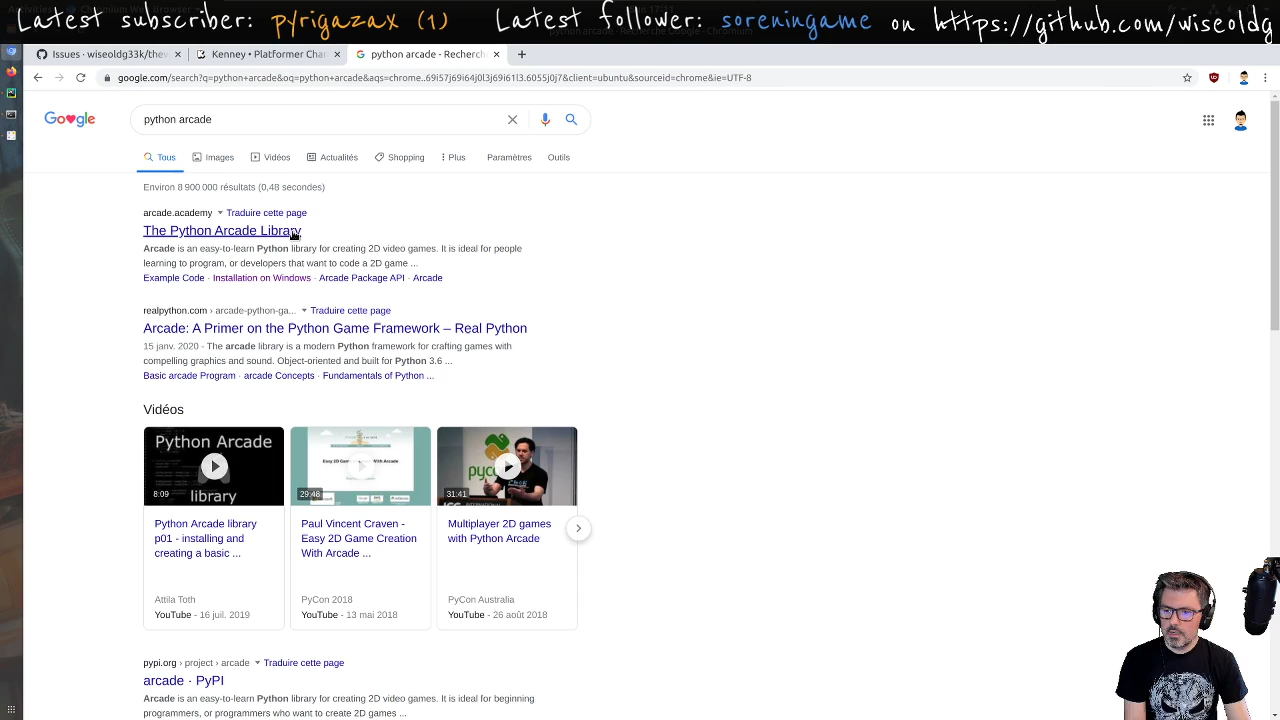 Latest subscriber: pyrigazax (1) Latest follower: soreningame on https://github.com/wiseoldg
Issues · wiseoldg33k/thev
Kenney • Platformer Char
python arcade - Recherch
google.com/search?q=python+arcade&oq=python+arcade&aqs=chrome..69i57j69i64j0l3j69i61l3.6055j0j7&client=ubuntu&sourceid=chrome&ie=UTF-8
Google
python arcade
Tous
Images
Vidéos
Actualités
Shopping
Plus
Paramètres
Outils
Environ 8 900 000 résultats (0,48 secondes)
arcade.academy Traduire cette page
The Python Arcade Library
Arcade is an easy-to-learn Python library for creating 2D video games. It is ideal for people
learning to program, or developers that want to code a 2D game ...
Example Code · Installation on Windows · Arcade Package API · Arcade
realpython.com › arcade-python-ga... Traduire cette page
Arcade: A Primer on the Python Game Framework – Real Python
15 janv. 2020 - The arcade library is a modern Python framework for crafting games with
compelling graphics and sound. Object-oriented and built for Python 3.6 ...
Basic arcade Program · arcade Concepts · Fundamentals of Python ...
Vidéos
Python Arcade
library
8:09
Python Arcade library
p01 - installing and
creating a basic ...
Attila Toth
YouTube - 16 juil. 2019
29:48
Paul Vincent Craven -
Easy 2D Game Creation
With Arcade ...
PyCon 2018
YouTube - 13 mai 2018
31:41
Multiplayer 2D games
with Python Arcade
PyCon Australia
YouTube - 26 août 2018
pypi.org › project › arcade Traduire cette page
arcade · PyPI
Arcade is an easy-to-learn Python library for creating 2D video games. It is ideal for beginning
programmers, or programmers who want to create 2D games ...